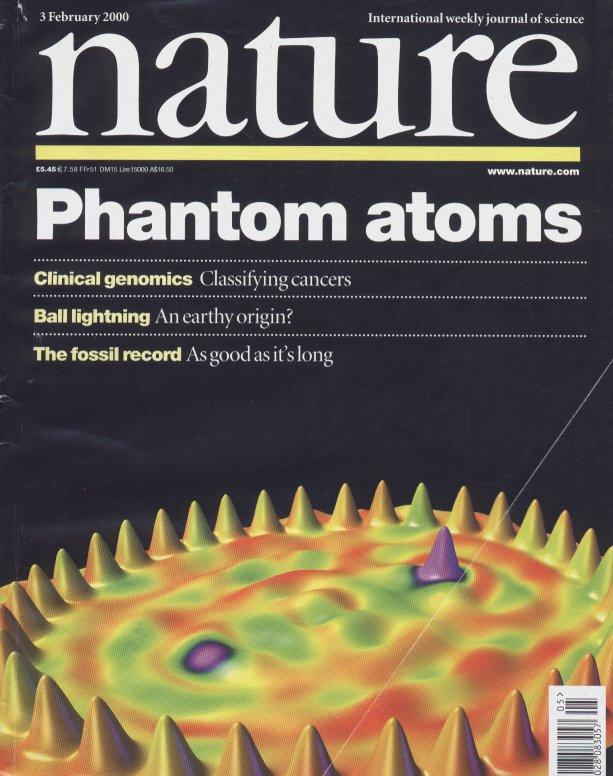 3 February 2000
International weekly journal of science
nature
£5.45 € 7.59 FFr51 DM15 Lire15000 A$16.50
www.nature.com
Phantom atoms
Clinical genomics Classifying cancers
Ball lightning An earthy origin?
The fossil record As good as it's long
05>